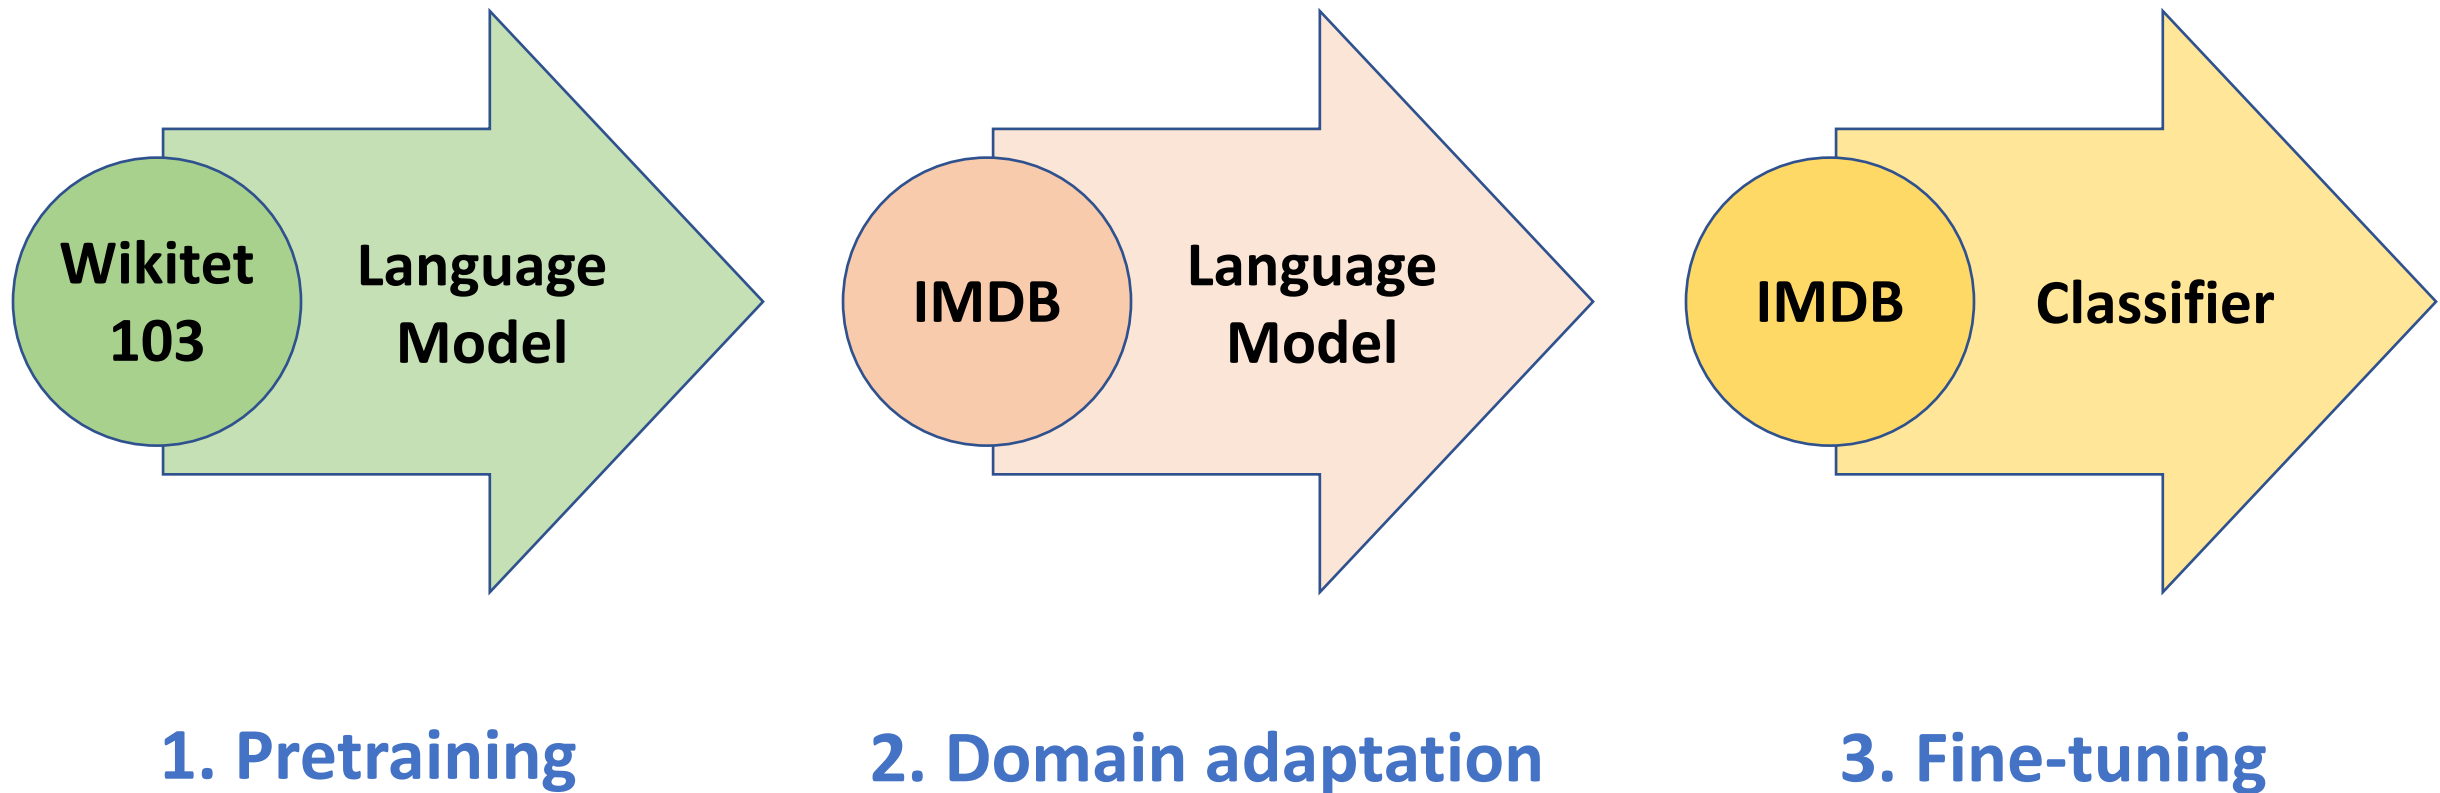 Wikitet
103
Language
Model
IMDB
Language
Model
IMDB
Classifier
1. Pretraining
2. Domain adaptation
3. Fine-tuning